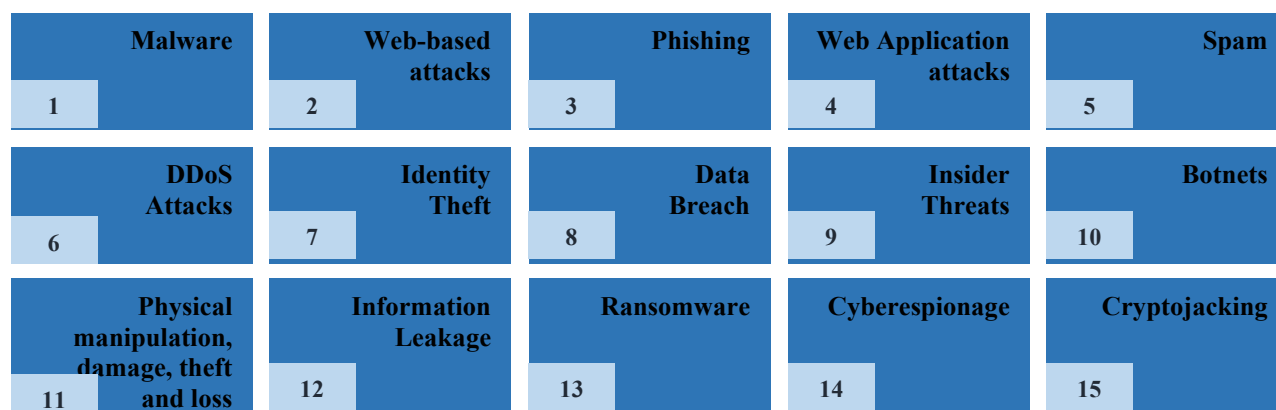 Malware
1
Web-based
attacks
2
Phishing
3
Web Application
attacks
4
Spam
5
DDoS
Attacks
6
Identity
Theft
7
Data
Breach
8
Insider
Threats
9
Botnets
10
Physical
manipulation,
damage, theft
and loss
11
Information
Leakage
12
Ransomware
13
Cyberespionage
14
Cryptojacking
15